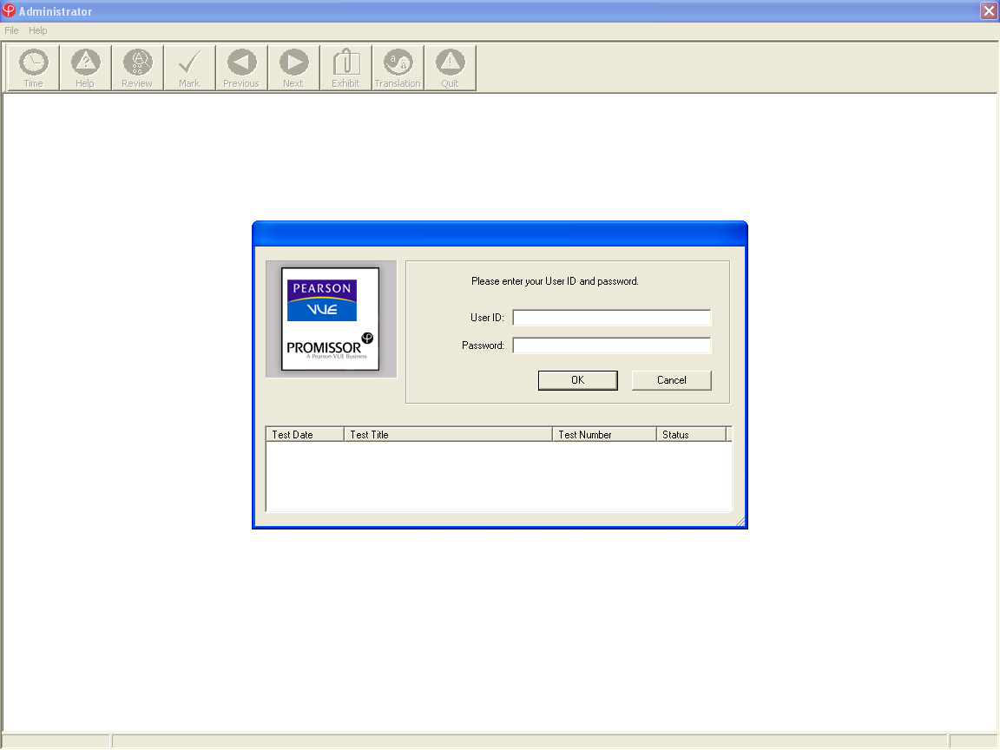 Administrator
File Help
Time Help Review Mark Previous Next Exhibit Translation Quit
PEARSON
VUE
PROMISSOR
A Pearson VUE Business
Please enter your User ID and password.
User ID:
Password:
OK Cancel
Test Date Test Title Test Number Status